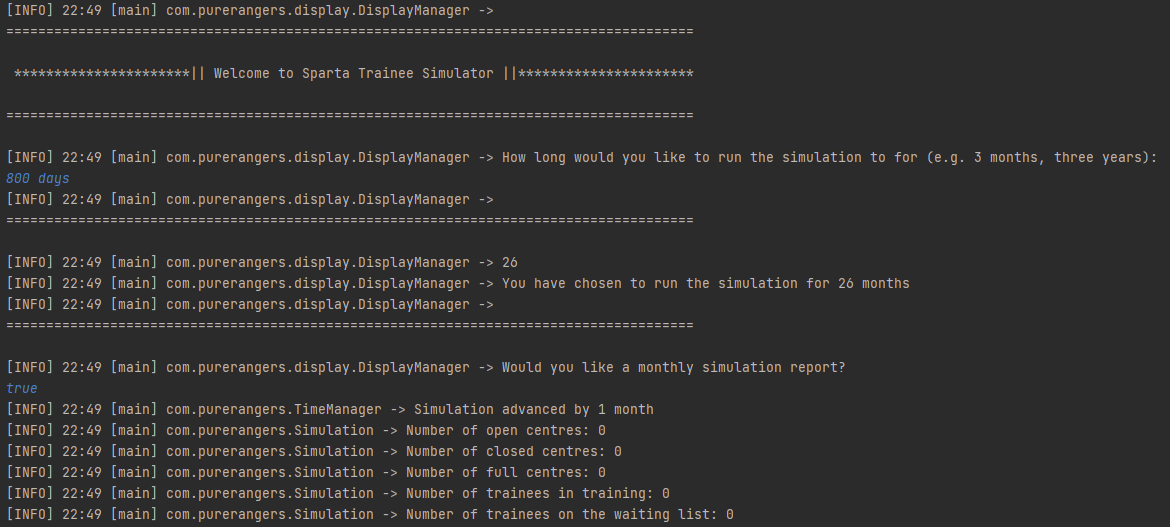 [INFO] 22:49 [main] com.purerangers.display.DisplayManager ->
======================================================================================
**********************|| Welcome to Sparta Trainee Simulator ||**********************
======================================================================================
[INFO] 22:49 [main] com.purerangers.display.DisplayManager -> How long would you like to run the simulation to for (e.g. 3 months, three years):
800 days
[INFO] 22:49 [main] com.purerangers.display.DisplayManager ->
======================================================================================
[INFO] 22:49 [main] com.purerangers.display.DisplayManager -> 26
[INFO] 22:49 [main] com.purerangers.display.DisplayManager -> You have chosen to run the simulation for 26 months
[INFO] 22:49 [main] com.purerangers.display.DisplayManager ->
======================================================================================
[INFO] 22:49 [main] com.purerangers.display.DisplayManager -> Would you like a monthly simulation report?
true
[INFO] 22:49 [main] com.purerangers.TimeManager -> Simulation advanced by 1 month
[INFO] 22:49 [main] com.purerangers.Simulation -> Number of open centres: 0
[INFO] 22:49 [main] com.purerangers.Simulation -> Number of closed centres: 0
[INFO] 22:49 [main] com.purerangers.Simulation -> Number of full centres: 0
[INFO] 22:49 [main] com.purerangers.Simulation -> Number of trainees in training: 0
[INFO] 22:49 [main] com.purerangers.Simulation -> Number of trainees on the waiting list: 0